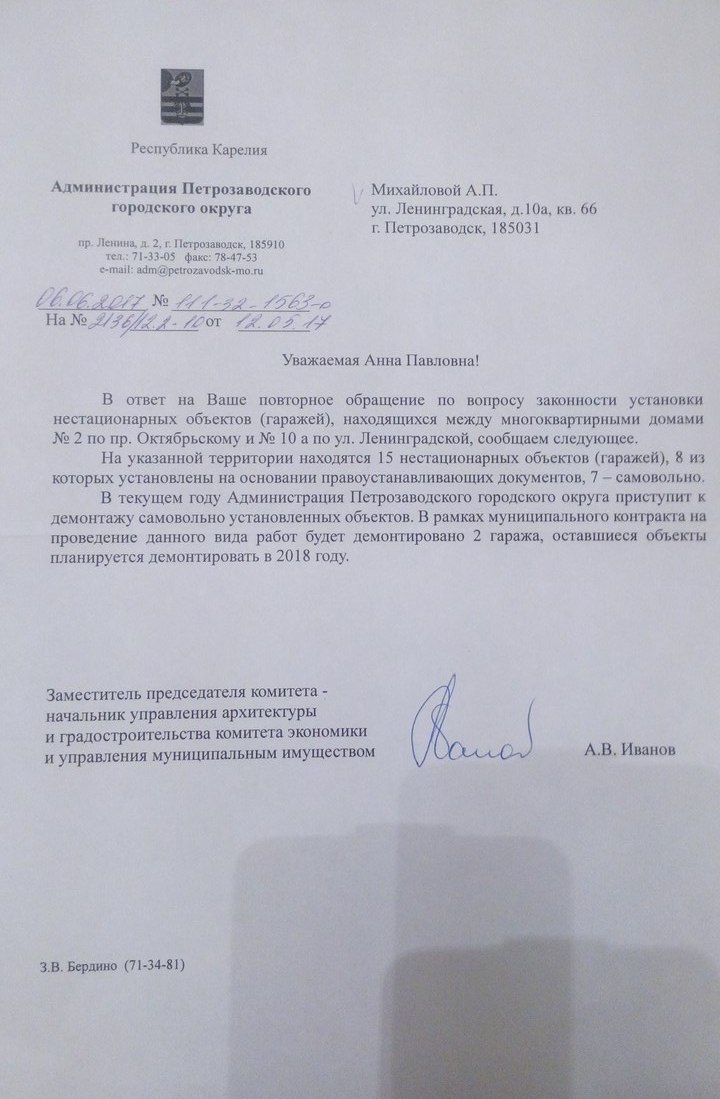 Республика Карелия
Администрация Петрозаводского
городского округа
пр. Ленина, д. 2, г. Петрозаводск, 185910
тел.: 71-33-05 факс: 78-47-53
e-mail: adm@petrozavodsk-mo.ru
06.06.2017 № 111-32-1563-о
На № 2136/12.2-10 от 12.05.17
Михайловой А.П.
ул. Ленинградская, д.10а, кв. 66
г. Петрозаводск, 185031
Уважаемая Анна Павловна!
В ответ на Ваше повторное обращение по вопросу законности установки
нестационарных объектов (гаражей), находящихся между многоквартирными домами
№ 2 по пр. Октябрьскому и № 10 а по ул. Ленинградской, сообщаем следующее.
На указанной территории находятся 15 нестационарных объектов (гаражей), 8 из
которых установлены на основании правоустанавливающих документов, 7 – самовольно.
В текущем году Администрация Петрозаводского городского округа приступит к
демонтажу самовольно установленных объектов. В рамках муниципального контракта на
проведение данного вида работ будет демонтировано 2 гаража, оставшиеся объекты
планируется демонтировать в 2018 году.
Заместитель председателя комитета -
начальник управления архитектуры
и градостроительства комитета экономики
и управления муниципальным имуществом
А.В. Иванов
З.В. Бердино (71-34-81)